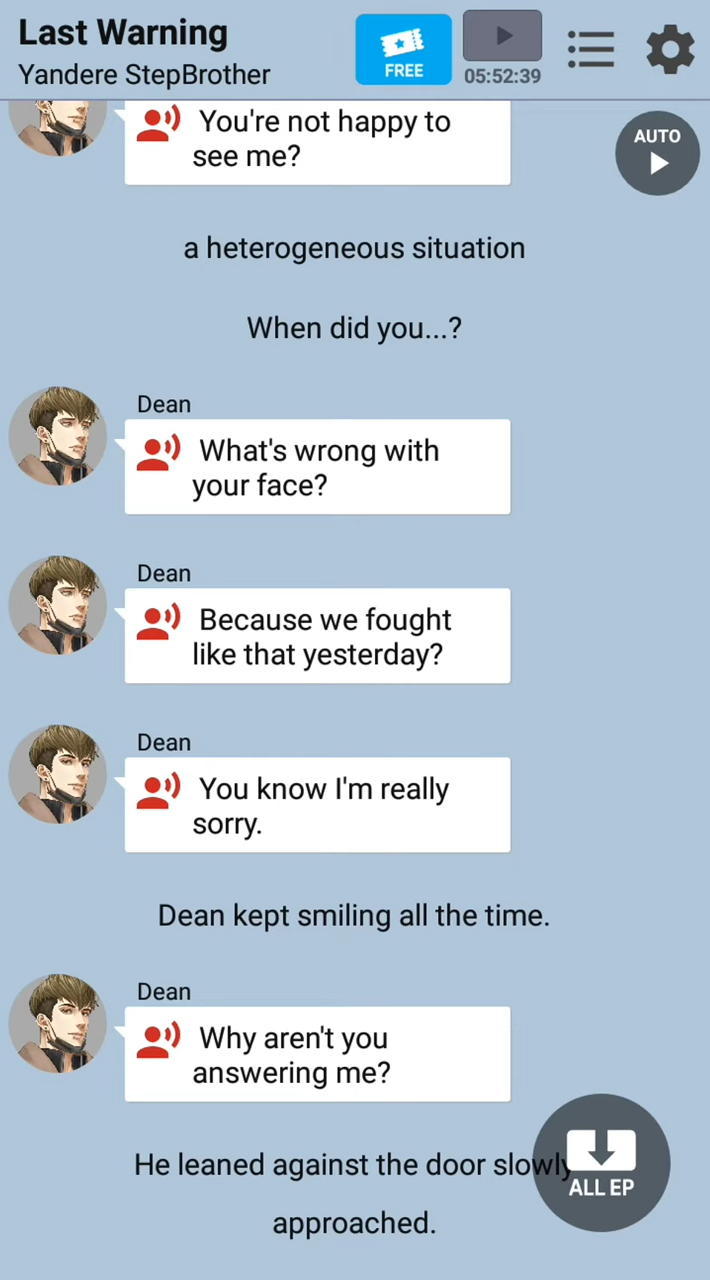 Last Warning
Yandere StepBrother
FREE
05:52:39
AUTO
You're not happy to
see me?
a heterogeneous situation
When did you...?
Dean
What's wrong with
your face?
Dean
Because we fought
like that yesterday?
Dean
You know I'm really
sorry.
Dean kept smiling all the time.
Dean
Why aren't you
answering me?
He leaned against the door slowly
approached.
ALL EP